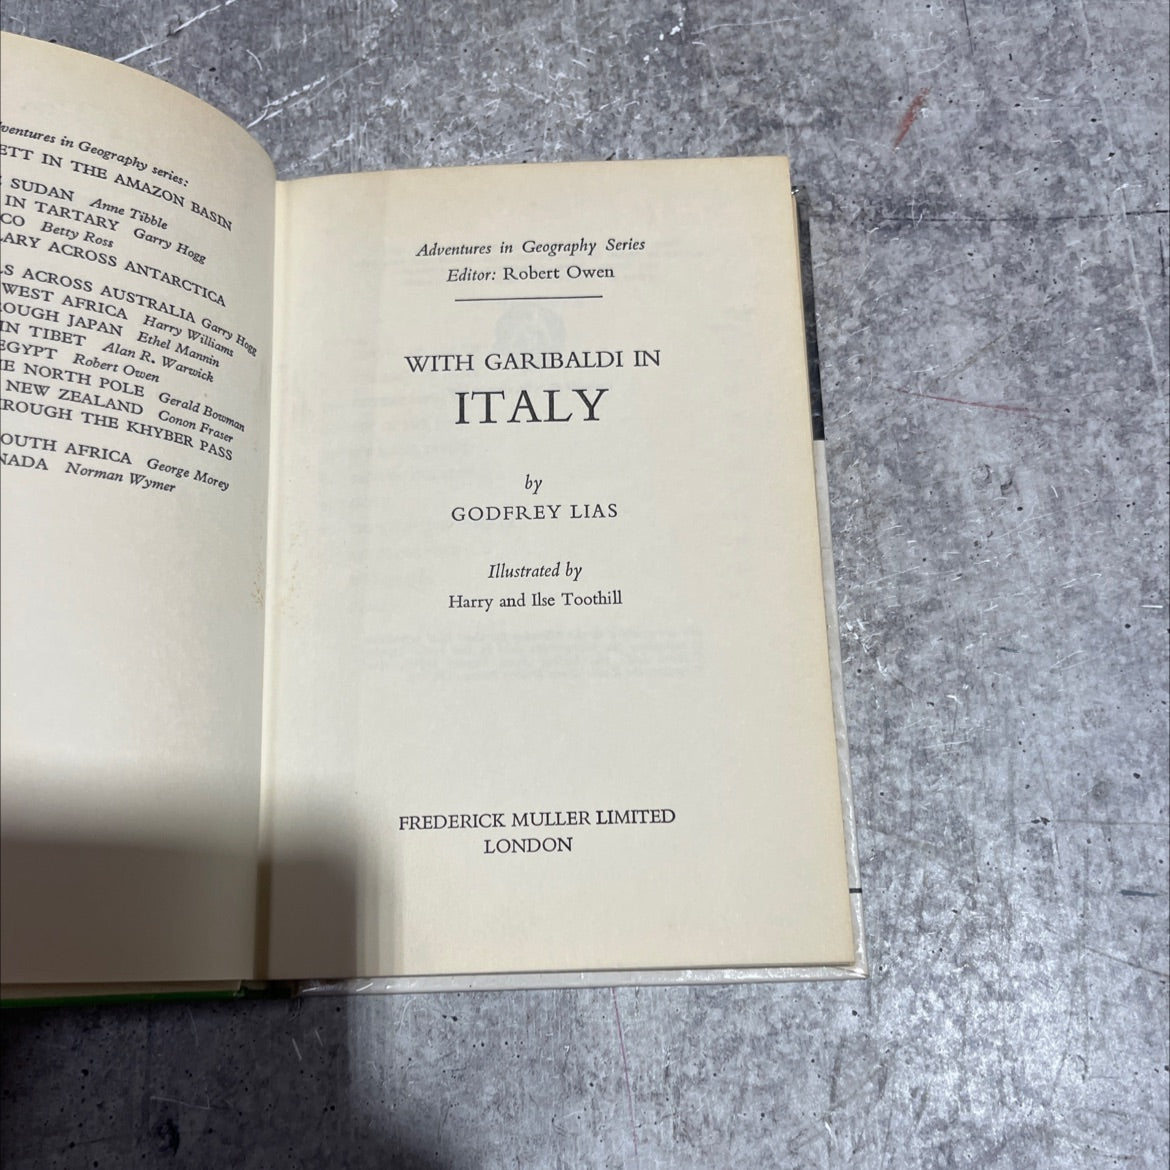 ventures in Geography series:
ETT IN THE AMAZON BASIN
SUDAN Anne Tibble
IN TARTARY Garry Hogg
CO Betty Ross
LARY ACROSS ANTARCTICA
LS ACROSS AUSTRALIA Garry Hogg
WEST AFRICA Harry Williams
OUGH JAPAN Ethel Mannin
IN TIBET Alan R. Warwick
EGYPT Robert Owen
HE NORTH POLE Gerald Bowman
NEW ZEALAND Conon Fraser
ROUGH THE KHYBER PASS
OUTH AFRICA George Morey
NADA Norman Wymer
Adventures in Geography Series
Editor: Robert Owen
WITH GARIBALDI IN
ITALY
by
GODFREY LIAS
Illustrated by
Harry and Ilse Toothill
FREDERICK MULLER LIMITED
LONDON